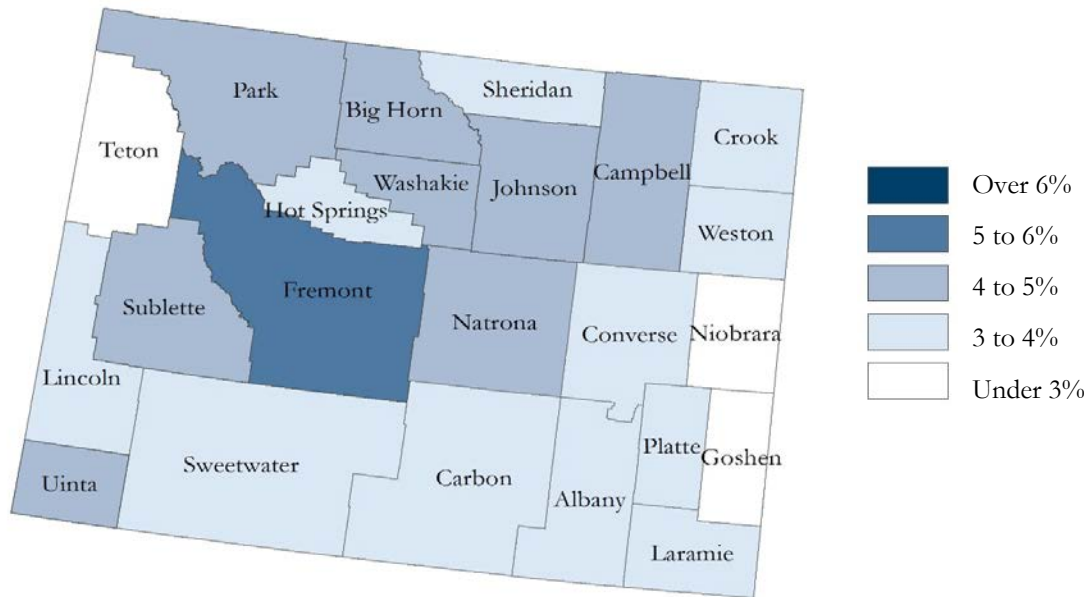 Park
Big Horn
Sheridan
Crook
Teton
Washakie
Johnson
Campbell
Hot Springs
Weston
Fremont
Sublette
Natrona
Converse
Niobrara
Lincoln
Platte
Goshen
Sweetwater
Carbon
Uinta
Albany
Laramie
Over 6%
5 to 6%
4 to 5%
3 to 4%
Under 3%